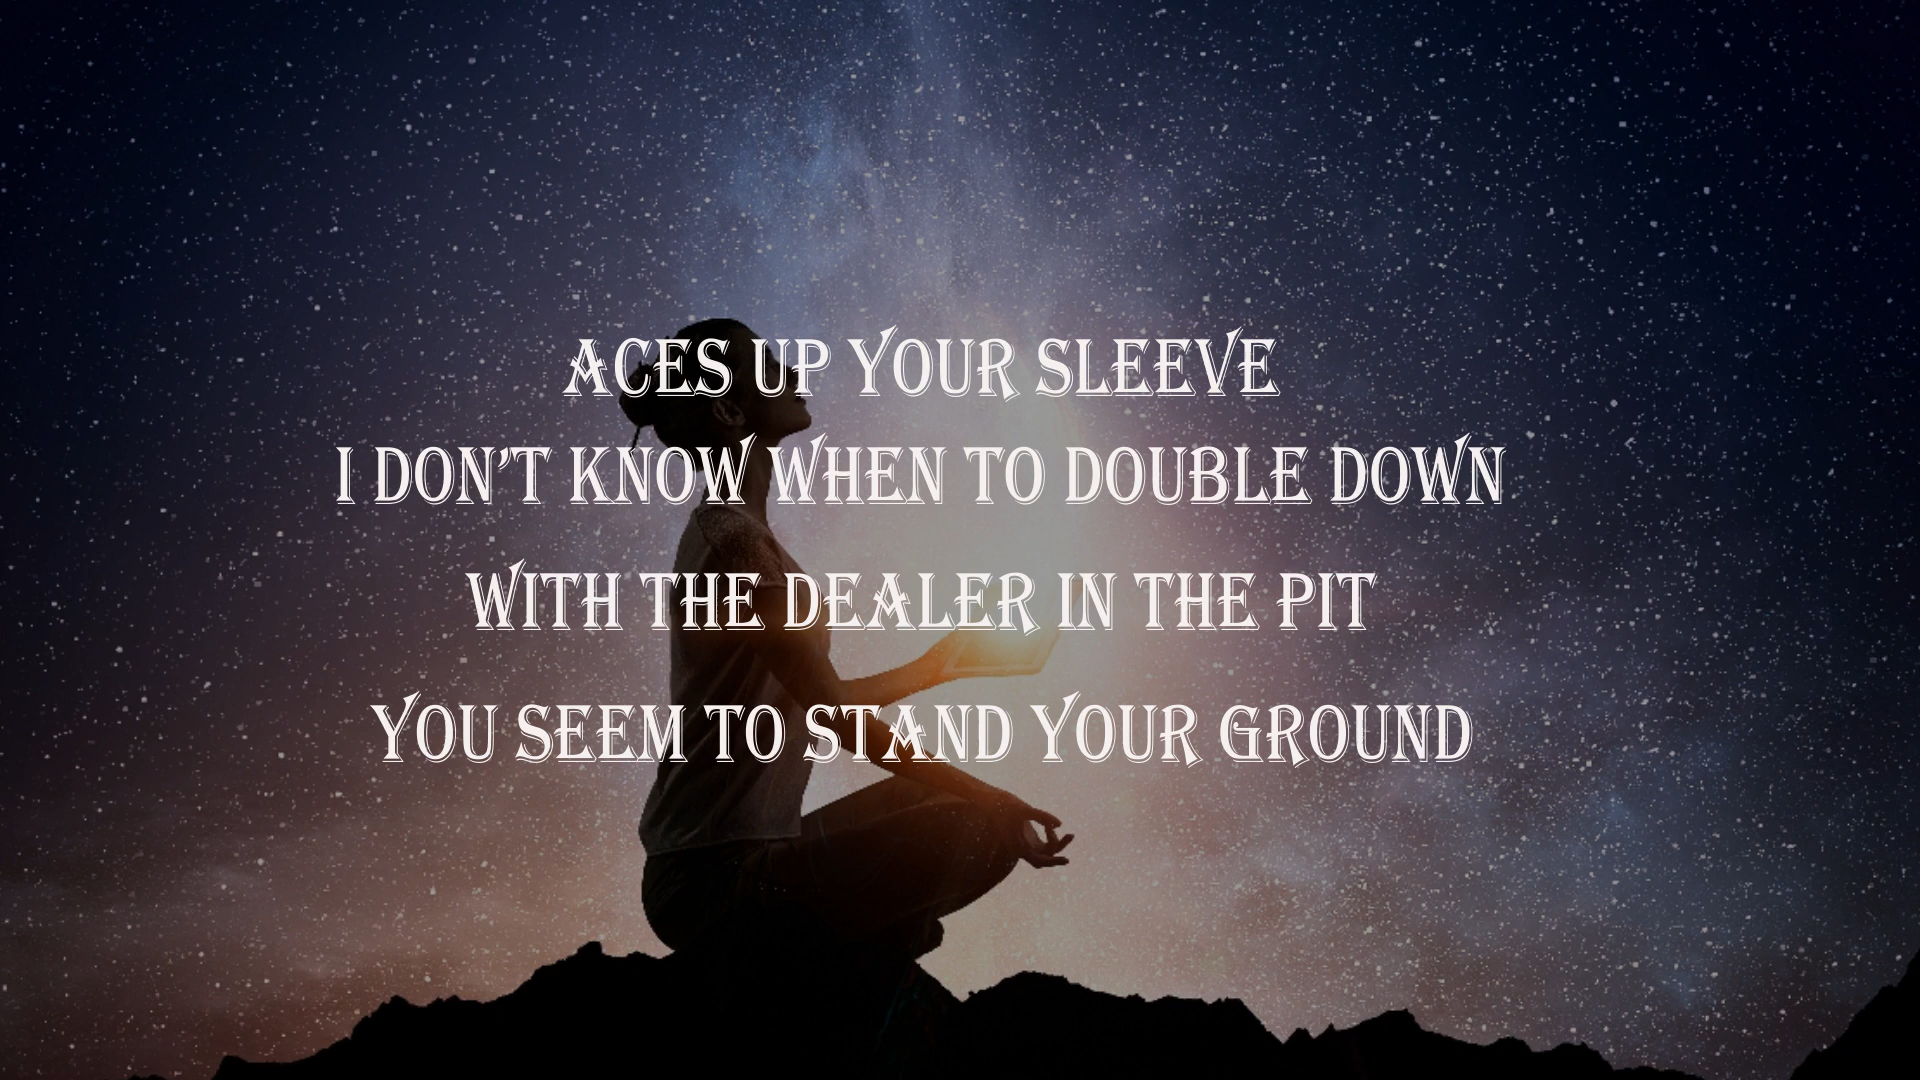 ACES UP YOUR SLEEVE
I DON’T KNOW WHEN TO DOUBLE DOWN
WITH THE DEALER IN THE PIT
YOU SEEM TO STAND YOUR GROUND